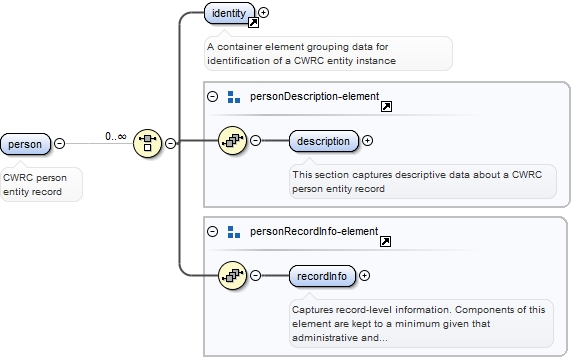 identity
A container element grouping data for
identification of a CWRC entity instance
personDescription-element
person
0..∞
description
CWRC person
entity record
This section captures descriptive data about a CWRC
person entity record
personRecordInfo-element
recordInfo
Captures record-level information. Components of this
element are kept to a minimum given that
administrative and...